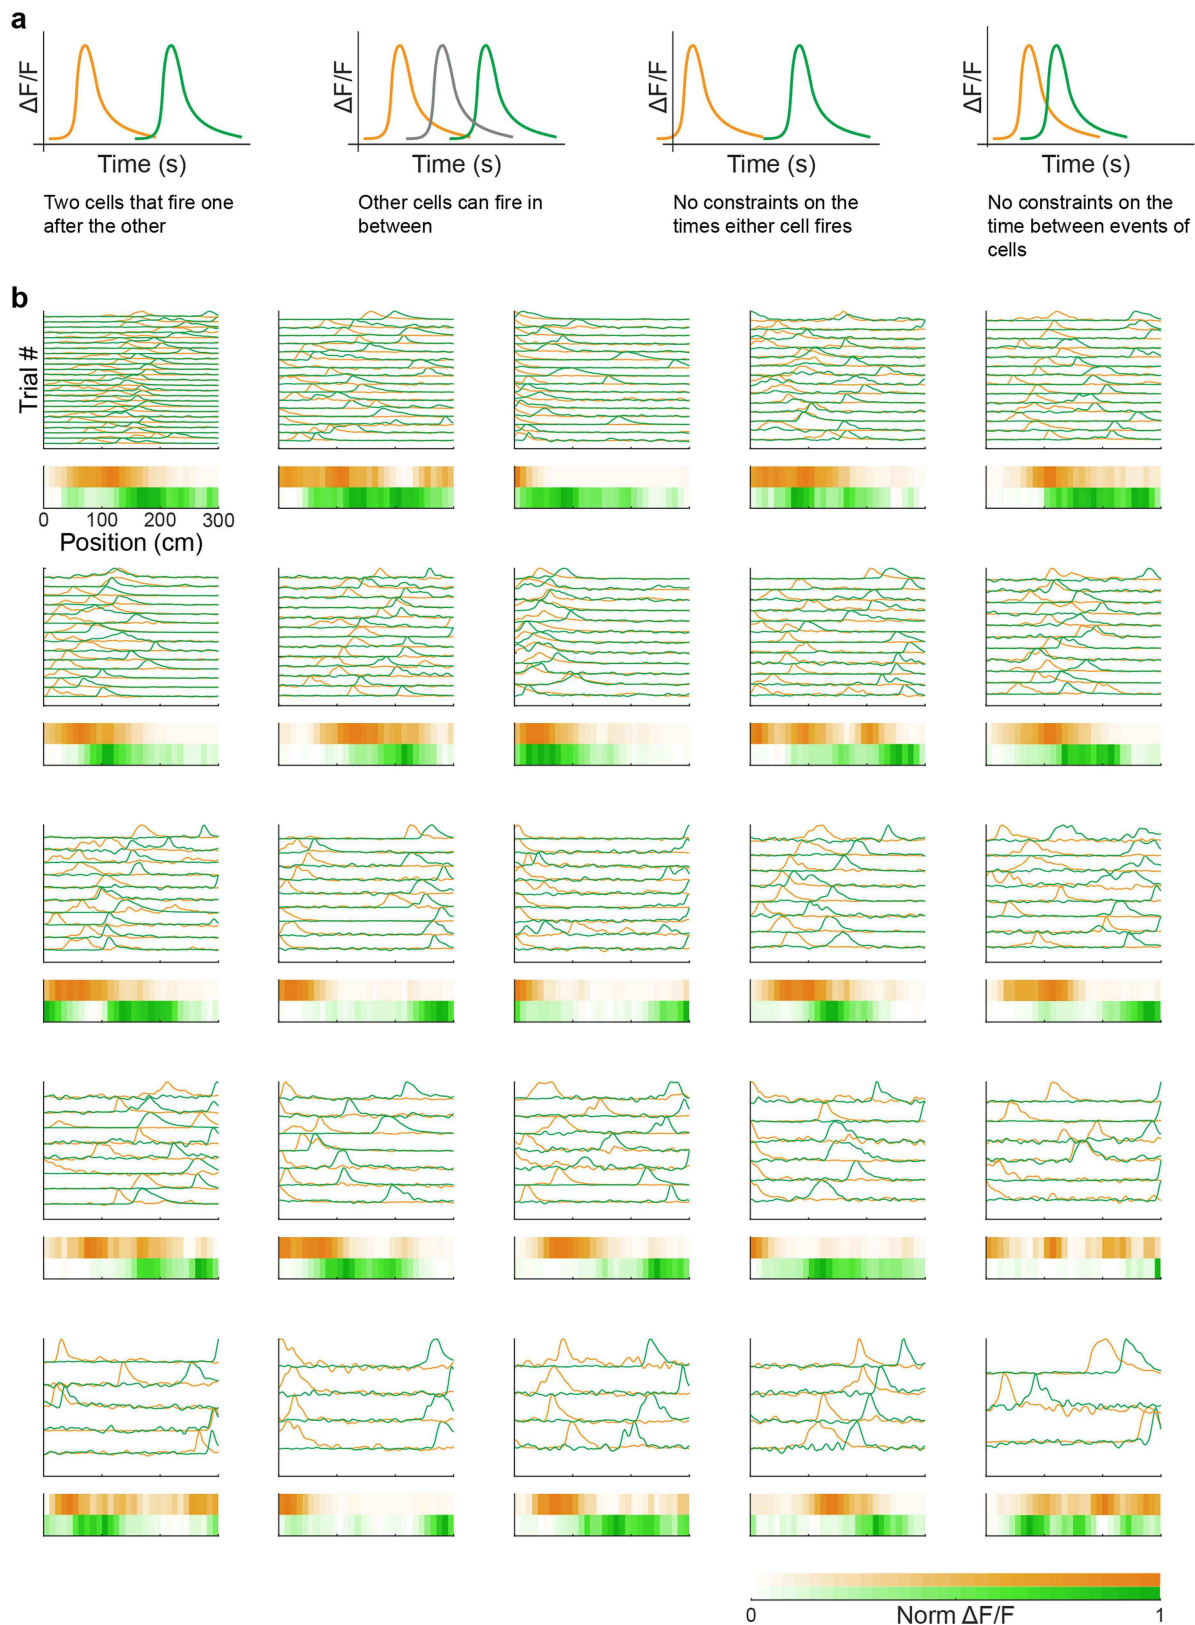 a
ΔF/F
ΔF/F
ΔF/F
ΔF/F
Time (s)
Time (s)
Time (s)
Time (s)
Two cells that fire one
after the other
Other cells can fire in
between
No constraints on the
times either cell fires
No constraints on the
time between events of
cells
b
Trial #
0 100 200 300
Position (cm)
0 1
Norm ΔF/F